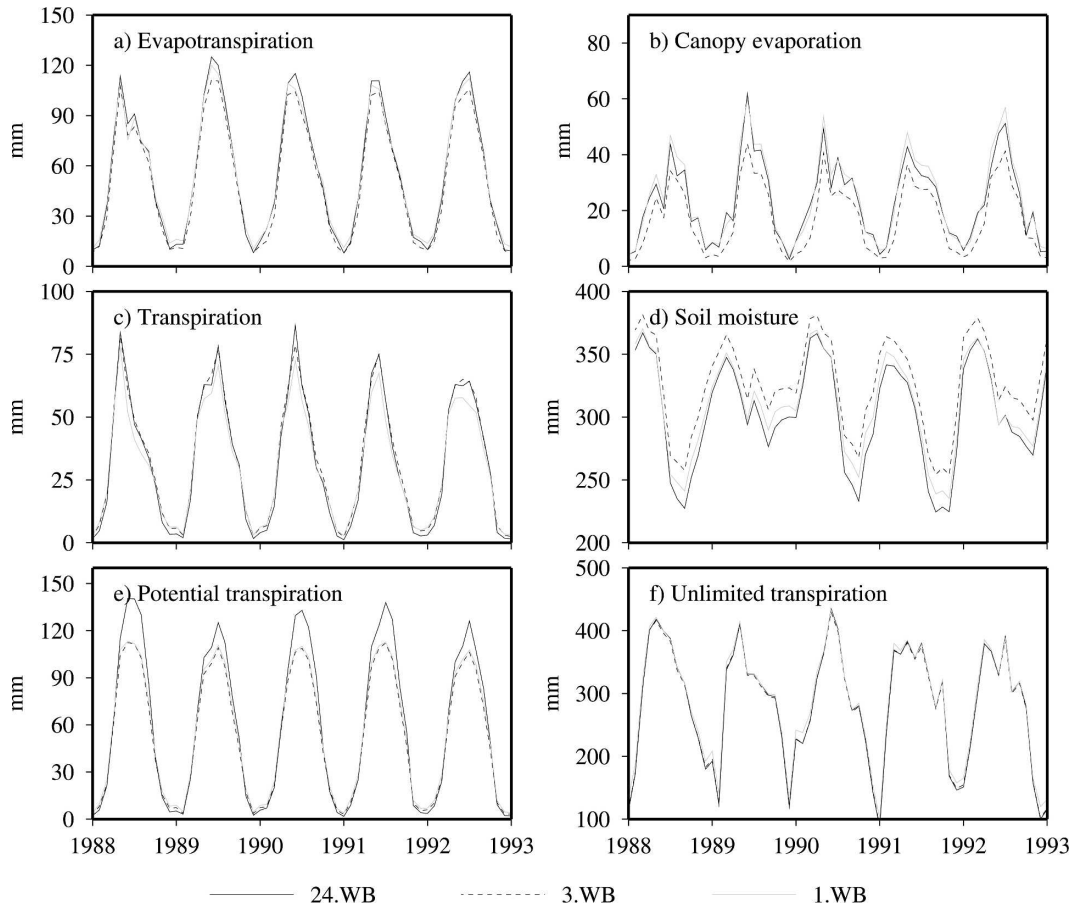 a) Evapotranspiration
150
120
90
60
30
0
mm
b) Canopy evaporation
80
60
40
20
0
mm
c) Transpiration
100
75
50
25
0
mm
d) Soil moisture
400
350
300
250
200
mm
e) Potential transpiration
150
120
90
60
30
0
mm
1988 1989 1990 1991 1992 1993
f) Unlimited transpiration
500
400
300
200
100
mm
1988 1989 1990 1991 1992 1993
24.WB 3.WB 1.WB